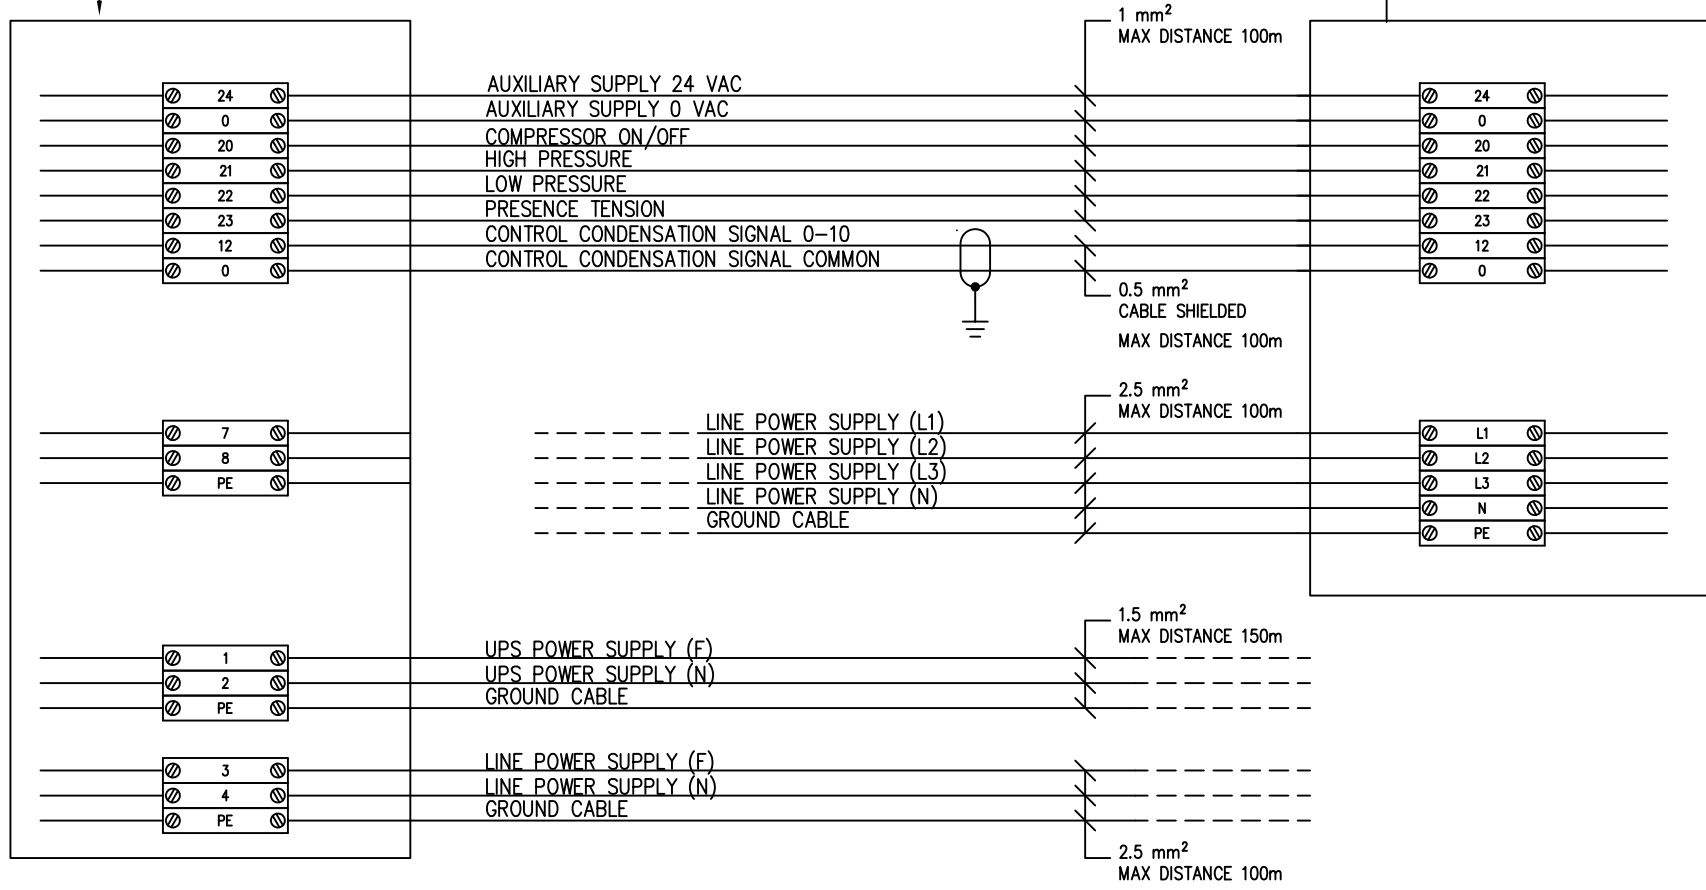 1 mm²
MAX DISTANCE 100m
24 AUXILIARY SUPPLY 24 VAC 24
0 AUXILIARY SUPPLY 0 VAC 0
20 COMPRESSOR ON/OFF 20
21 HIGH PRESSURE 21
22 LOW PRESSURE 22
23 PRESENCE TENSION 23
12 CONTROL CONDENSATION SIGNAL 0-10 12
0 CONTROL CONDENSATION SIGNAL COMMON 0
0.5 mm²
CABLE SHIELDED
MAX DISTANCE 100m
2.5 mm²
MAX DISTANCE 100m
7 LINE POWER SUPPLY (L1) L1
8 LINE POWER SUPPLY (L2) L2
PE LINE POWER SUPPLY (L3) L3
LINE POWER SUPPLY (N) N
GROUND CABLE PE
1.5 mm²
MAX DISTANCE 150m
1 UPS POWER SUPPLY (F)
2 UPS POWER SUPPLY (N)
PE GROUND CABLE
3 LINE POWER SUPPLY (F)
4 LINE POWER SUPPLY (N)
PE GROUND CABLE
2.5 mm²
MAX DISTANCE 100m